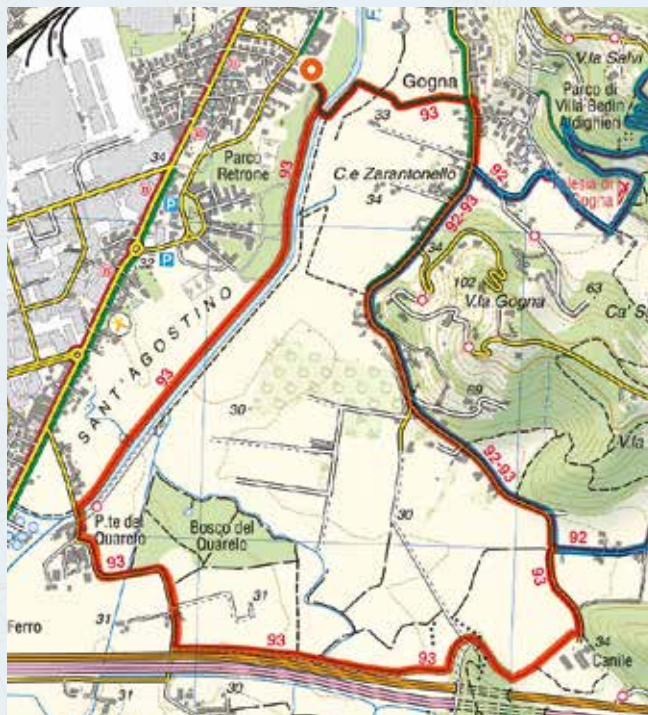 V.la Salvi
Parco di
Villa Bedin
Aldighieri
Gogna
93
33
92
Chiesa di
Gogna
C.e Zarantonello
Parco
Retrone
93
34
34
P
92-93
32
P
34
102
V.la Gogna
63
SANT'AGOSTINO
93
30
69
V.la
92-93
30
P.te del
Quarelo
Bosco del
Quarelo
92
93
93
31
31
Ferro
93
93
34
Canile
31
30